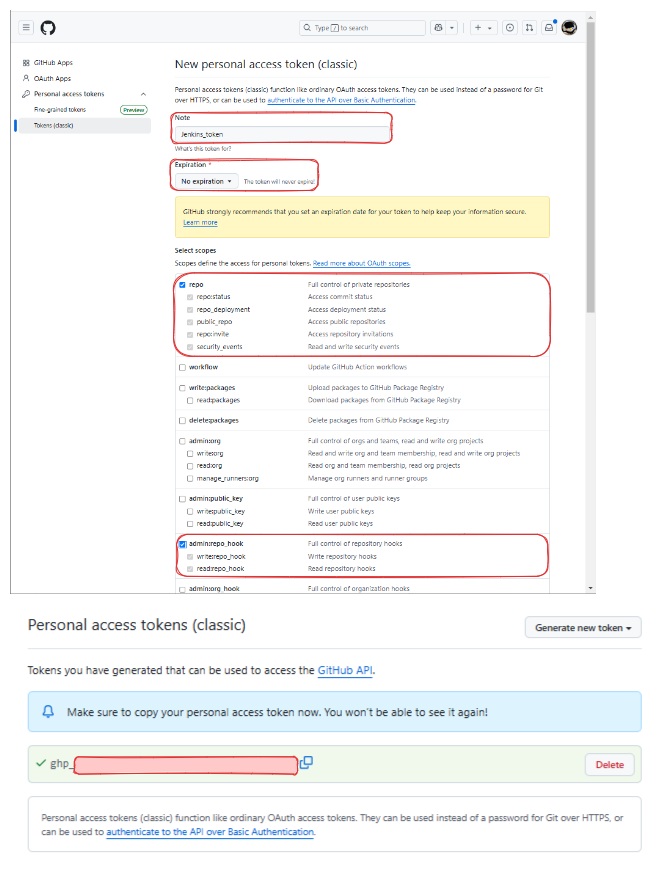 Type / to search
GitHub Apps
OAuth Apps
Personal access tokens
Fine-grained tokens Preview
Tokens (classic)
New personal access token (classic)
Personal access tokens (classic) function like ordinary OAuth access tokens. They can be used instead of a password for Git
over HTTPS, or can be used to authenticate to the API over Basic Authentication.
Note
Jenkins_token
What's this token for?
Expiration *
No expiration The token will never expire!
GitHub strongly recommends that you set an expiration date for your token to help keep your information secure.
Learn more
Select scopes
Scopes define the access for personal tokens. Read more about OAuth scopes.
repo Full control of private repositories
repo:status Access commit status
repo_deployment Access deployment status
public_repo Access public repositories
repo:invite Access repository invitations
security_events Read and write security events
workflow Update GitHub Action workflows
write:packages Upload packages to GitHub Package Registry
read:packages Download packages from GitHub Package Registry
delete:packages Delete packages from GitHub Package Registry
admin:org Full control of orgs and teams, read and write org projects
write:org Read and write org and team membership, read and write org projects
read:org Read org and team membership, read org projects
manage_runners:org Manage org runners and runner groups
admin:public_key Full control of user public keys
write:public_key Write user public keys
read:public_key Read user public keys
admin:repo_hook Full control of repository hooks
write:repo_hook Write repository hooks
read:repo_hook Read repository hooks
admin:org_hook Full control of organization hooks
Personal access tokens (classic)
Generate new token
Tokens you have generated that can be used to access the GitHub API.
Make sure to copy your personal access token now. You won't be able to see it again!
ghp_
Delete
Personal access tokens (classic) function like ordinary OAuth access tokens. They can be used instead of a password for Git over HTTPS, or
can be used to authenticate to the API over Basic Authentication.